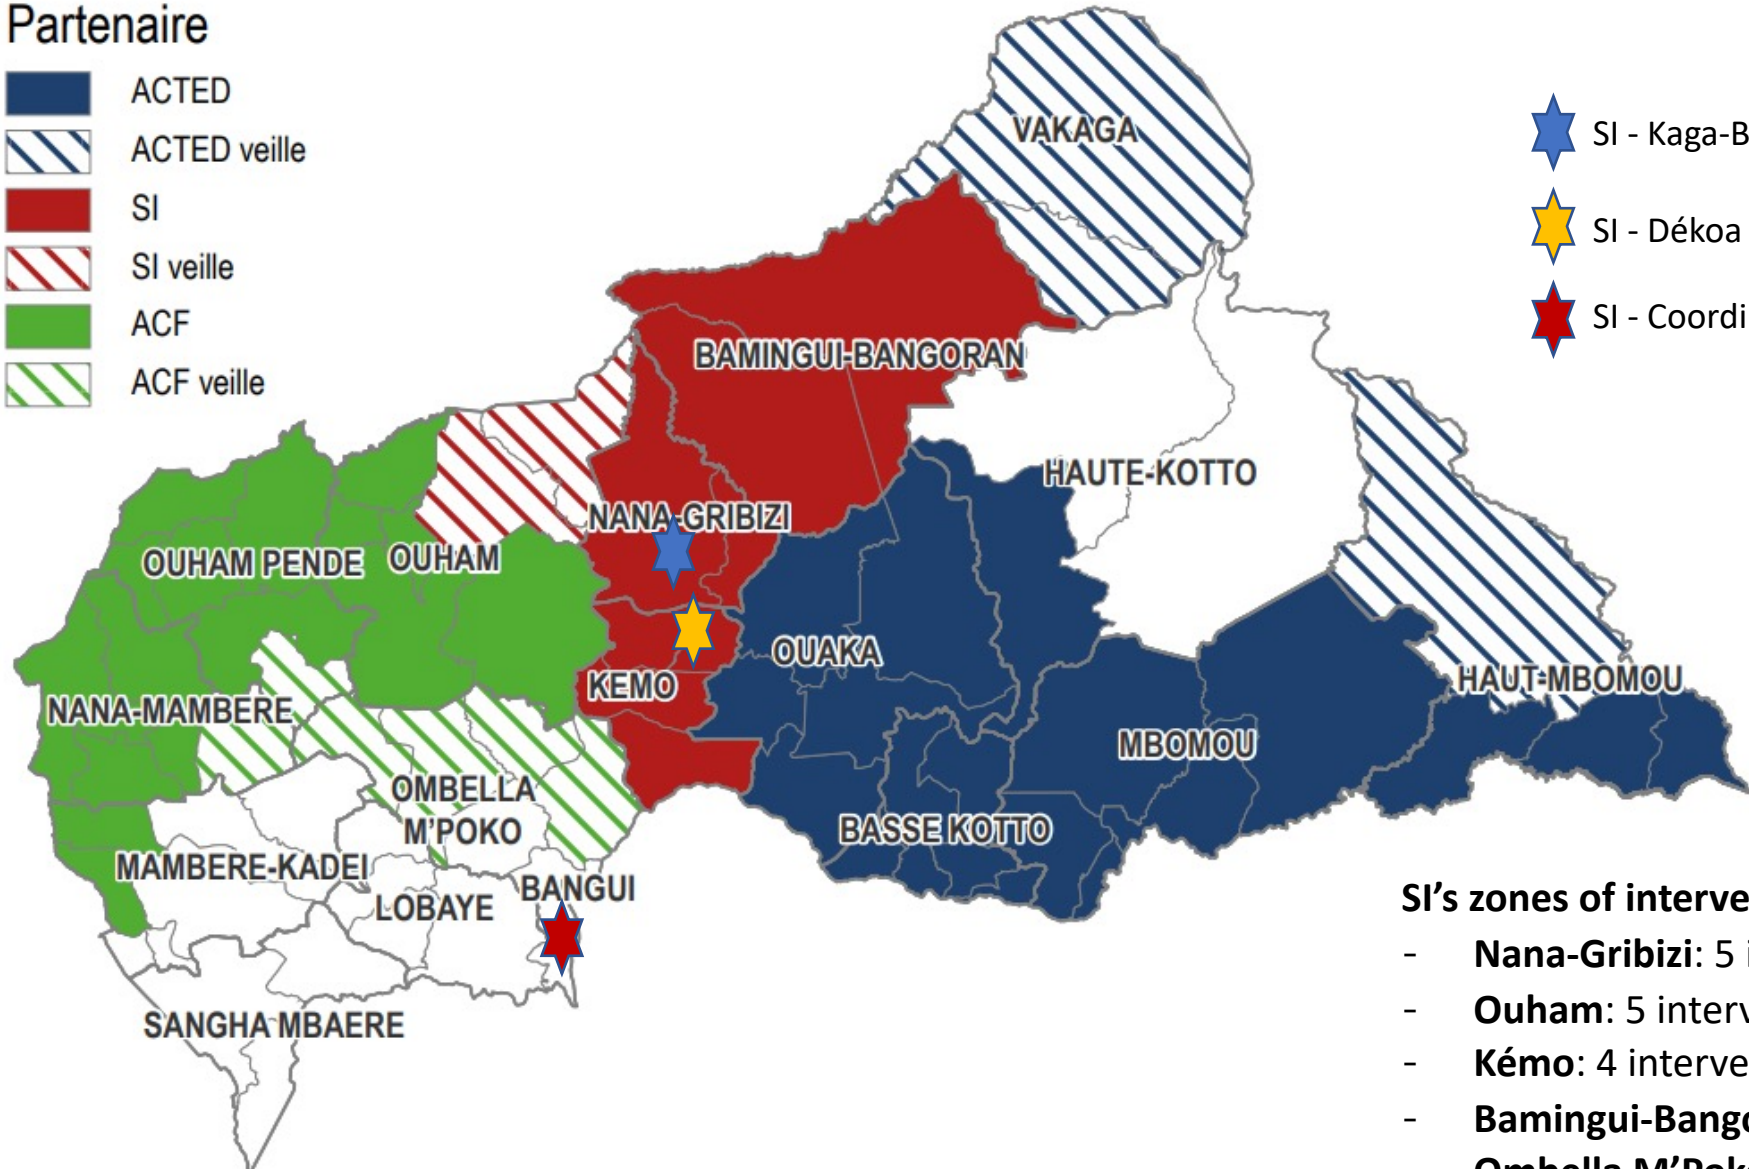 Partenaire
ACTED
ACTED veille
SI
SI veille
ACF
ACF veille
VAKAGA
BAMINGUI-BANGORAN
HAUTE-KOTTO
NANA-GRIBIZI
OUHAM PENDE
OUHAM
OUAKA
KEMO
HAUT-MBOMOU
NANA-MAMBERE
MBOMOU
OMBELLA
M'POKO
BASSE KOTTO
MAMBERE-KADEI
BANGUI
LOBAYE
SANGHA MBAERE
SI - Kaga-B
SI - Dékoa
SI - Coordi
SI’s zones of interve
- Nana-Gribizi: 5 i
- Ouham: 5 interv
- Kémo: 4 interve
- Bamingui-Bango
Ombella M’Pok